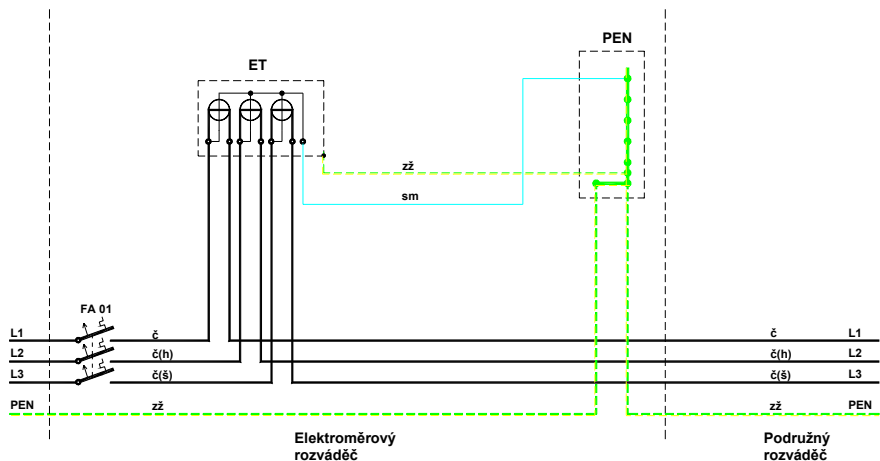 PEN
ET
zž
sm
FA 01
L1
č
č
L1
L2
č(h)
č(h)
L2
L3
č(š)
č(š)
L3
PEN
zž
zž
PEN
Elektroměrový
rozváděč
Podružný
rozváděč